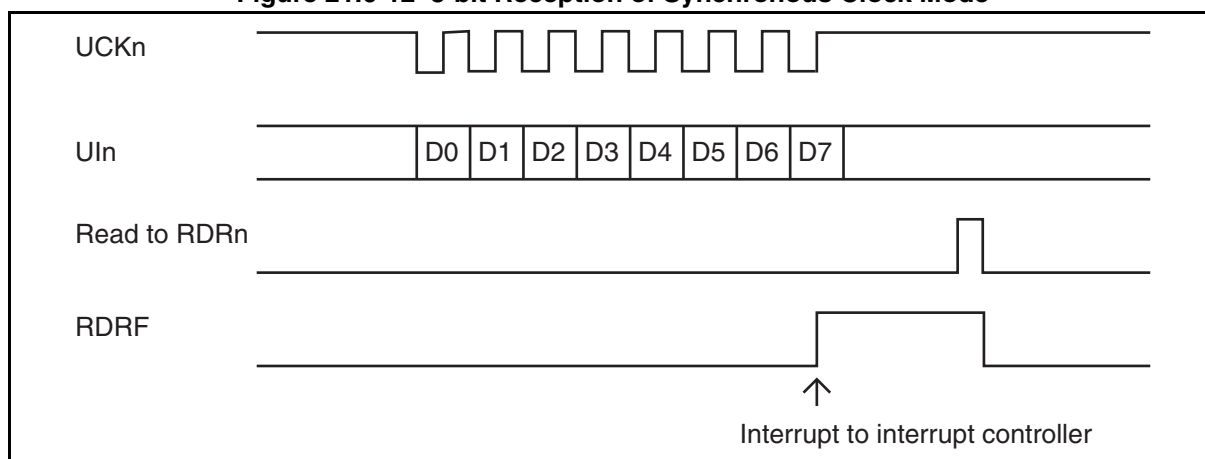 UCKn
UIn
D0 D1 D2 D3 D4 D5 D6 D7
Read to RDRn
RDRF
Interrupt to interrupt controller